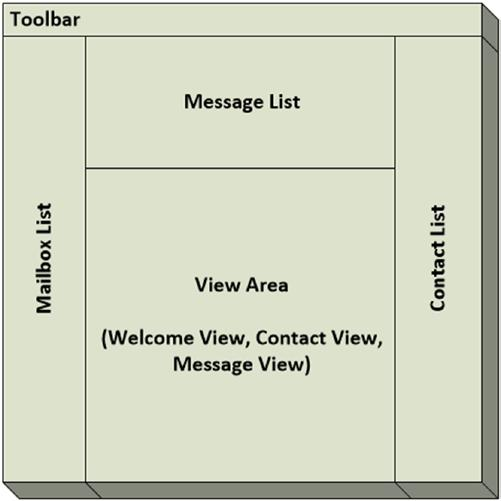 Toolbar
Message List
Mailbox List
Contact List
View Area
(Welcome View, Contact View,
Message View)